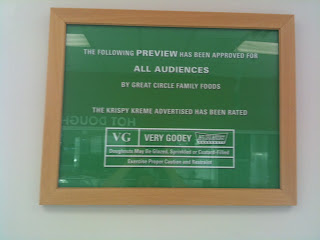 THE FOLLOWING PREVIEW HAS BEEN APPROVED FOR
ALL AUDIENCES
BY GREAT CIRCLE FAMILY FOODS
THE KRISPY KREME ADVERTISED HAS BEEN RATED
HOT DOUGH
VG VERY GOOEY
Doughnuts May Be Glazed, Sprinkled or Custard-Filled
Exercise Proper Caution and Restraint